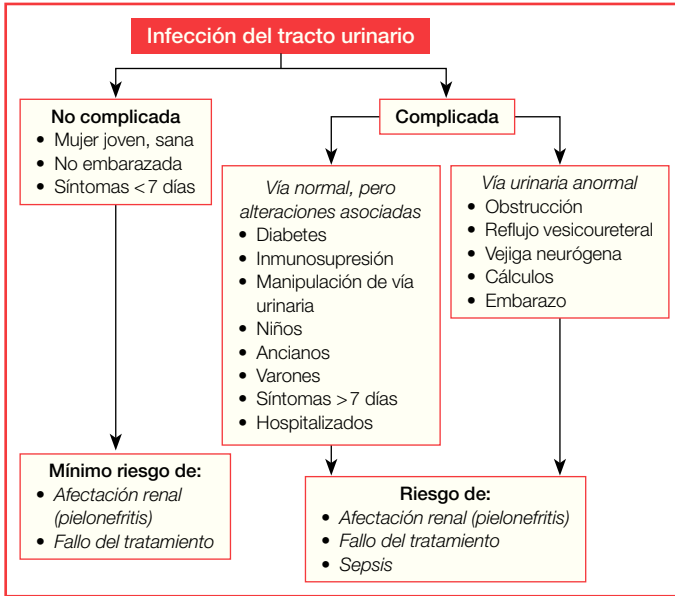 Infección del tracto urinario
No complicada
• Mujer joven, sana
• No embarazada
• Síntomas < 7 días
Complicada
Vía normal, pero
alteraciones asociadas
• Diabetes
• Inmunosupresión
• Manipulación de vía
urinaria
• Niños
• Ancianos
• Varones
• Síntomas > 7 días
• Hospitalizados
Vía urinaria anormal
• Obstrucción
• Reflujo vesicoureteral
• Vejiga neurógena
• Cálculos
• Embarazo
Mínimo riesgo de:
• Afectación renal
(pielonefritis)
• Fallo del tratamiento
Riesgo de:
• Afectación renal (pielonefritis)
• Fallo del tratamiento
• Sepsis